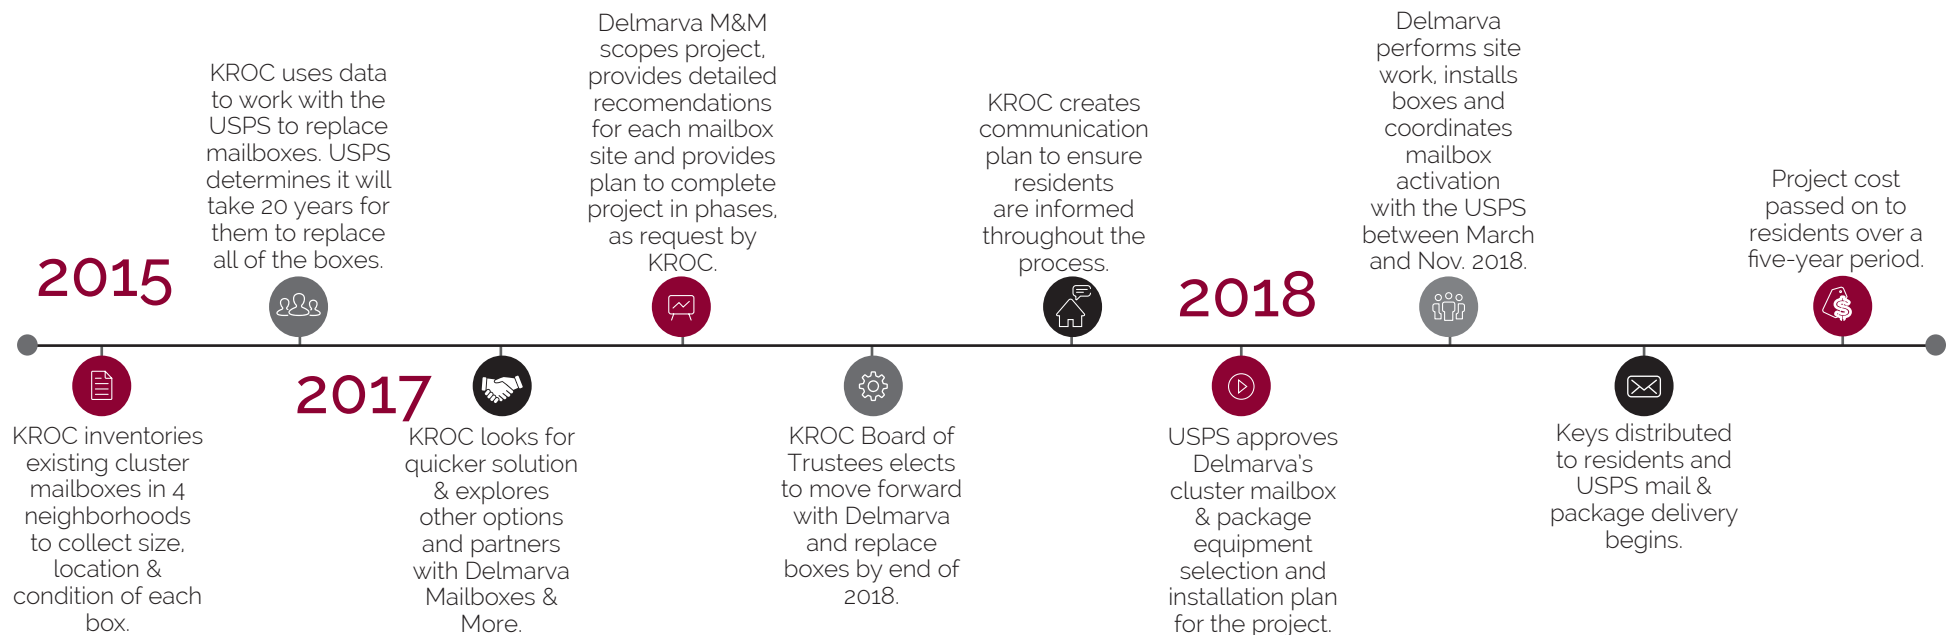 2015
KROC inventories
existing cluster
mailboxes in 4
neighborhoods
to collect size,
location &
condition of each
box.
KROC uses data
to work with the
USPS to replace
mailboxes. USPS
determines it will
take 20 years for
them to replace
all of the boxes.
2017
KROC looks for
quicker solution
& explores
other options
and partners
with Delmarva
Mailboxes &
More.
Delmarva M&M
scopes project,
provides detailed
recomendations
for each mailbox
site and provides
plan to complete
project in phases,
as request by
KROC.
KROC Board of
Trustees elects
to move forward
with Delmarva
and replace
boxes by end of
2018.
KROC creates
communication
plan to ensure
residents
are informed
throughout the
process.
2018
USPS approves
Delmarva's
cluster mailbox
& package
equipment
selection and
installation plan
for the project.
Delmarva
performs site
work, installs
boxes and
coordinates
mailbox
activation
with the USPS
between March
and Nov. 2018.
Keys distributed
to residents and
USPS mail &
package delivery
begins.
Project cost
passed on to
residents over a
five-year period.
$